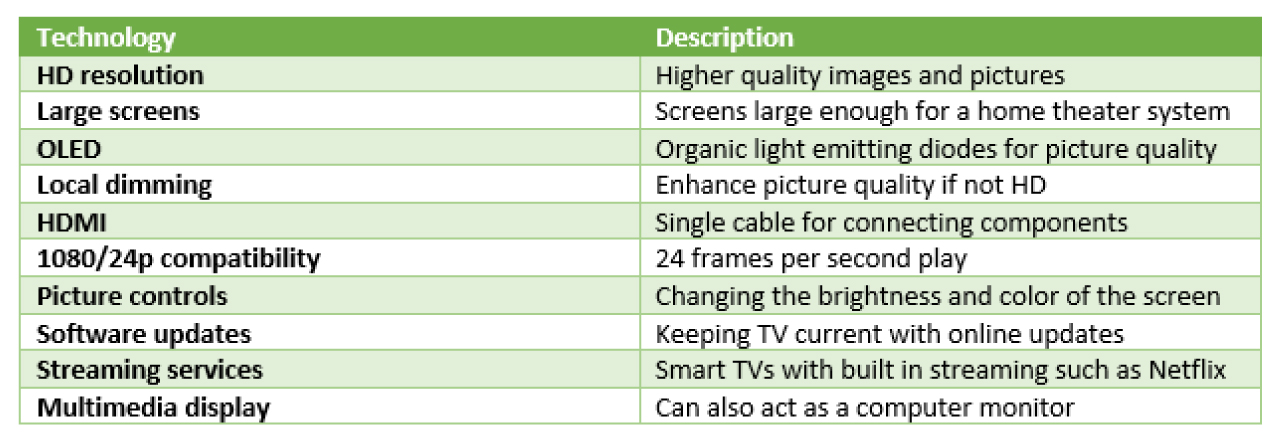 Technology Description
HD resolution Higher quality images and pictures
Large screens Screens large enough for a home theater system
OLED Organic light emitting diodes for picture quality
Local dimming Enhance picture quality if not HD
HDMI Single cable for connecting components
1080/24p compatibility 24 frames per second play
Picture controls Changing the brightness and color of the screen
Software updates Keeping TV current with online updates
Streaming services Smart TVs with built in streaming such as Netflix
Multimedia display Can also act as a computer monitor